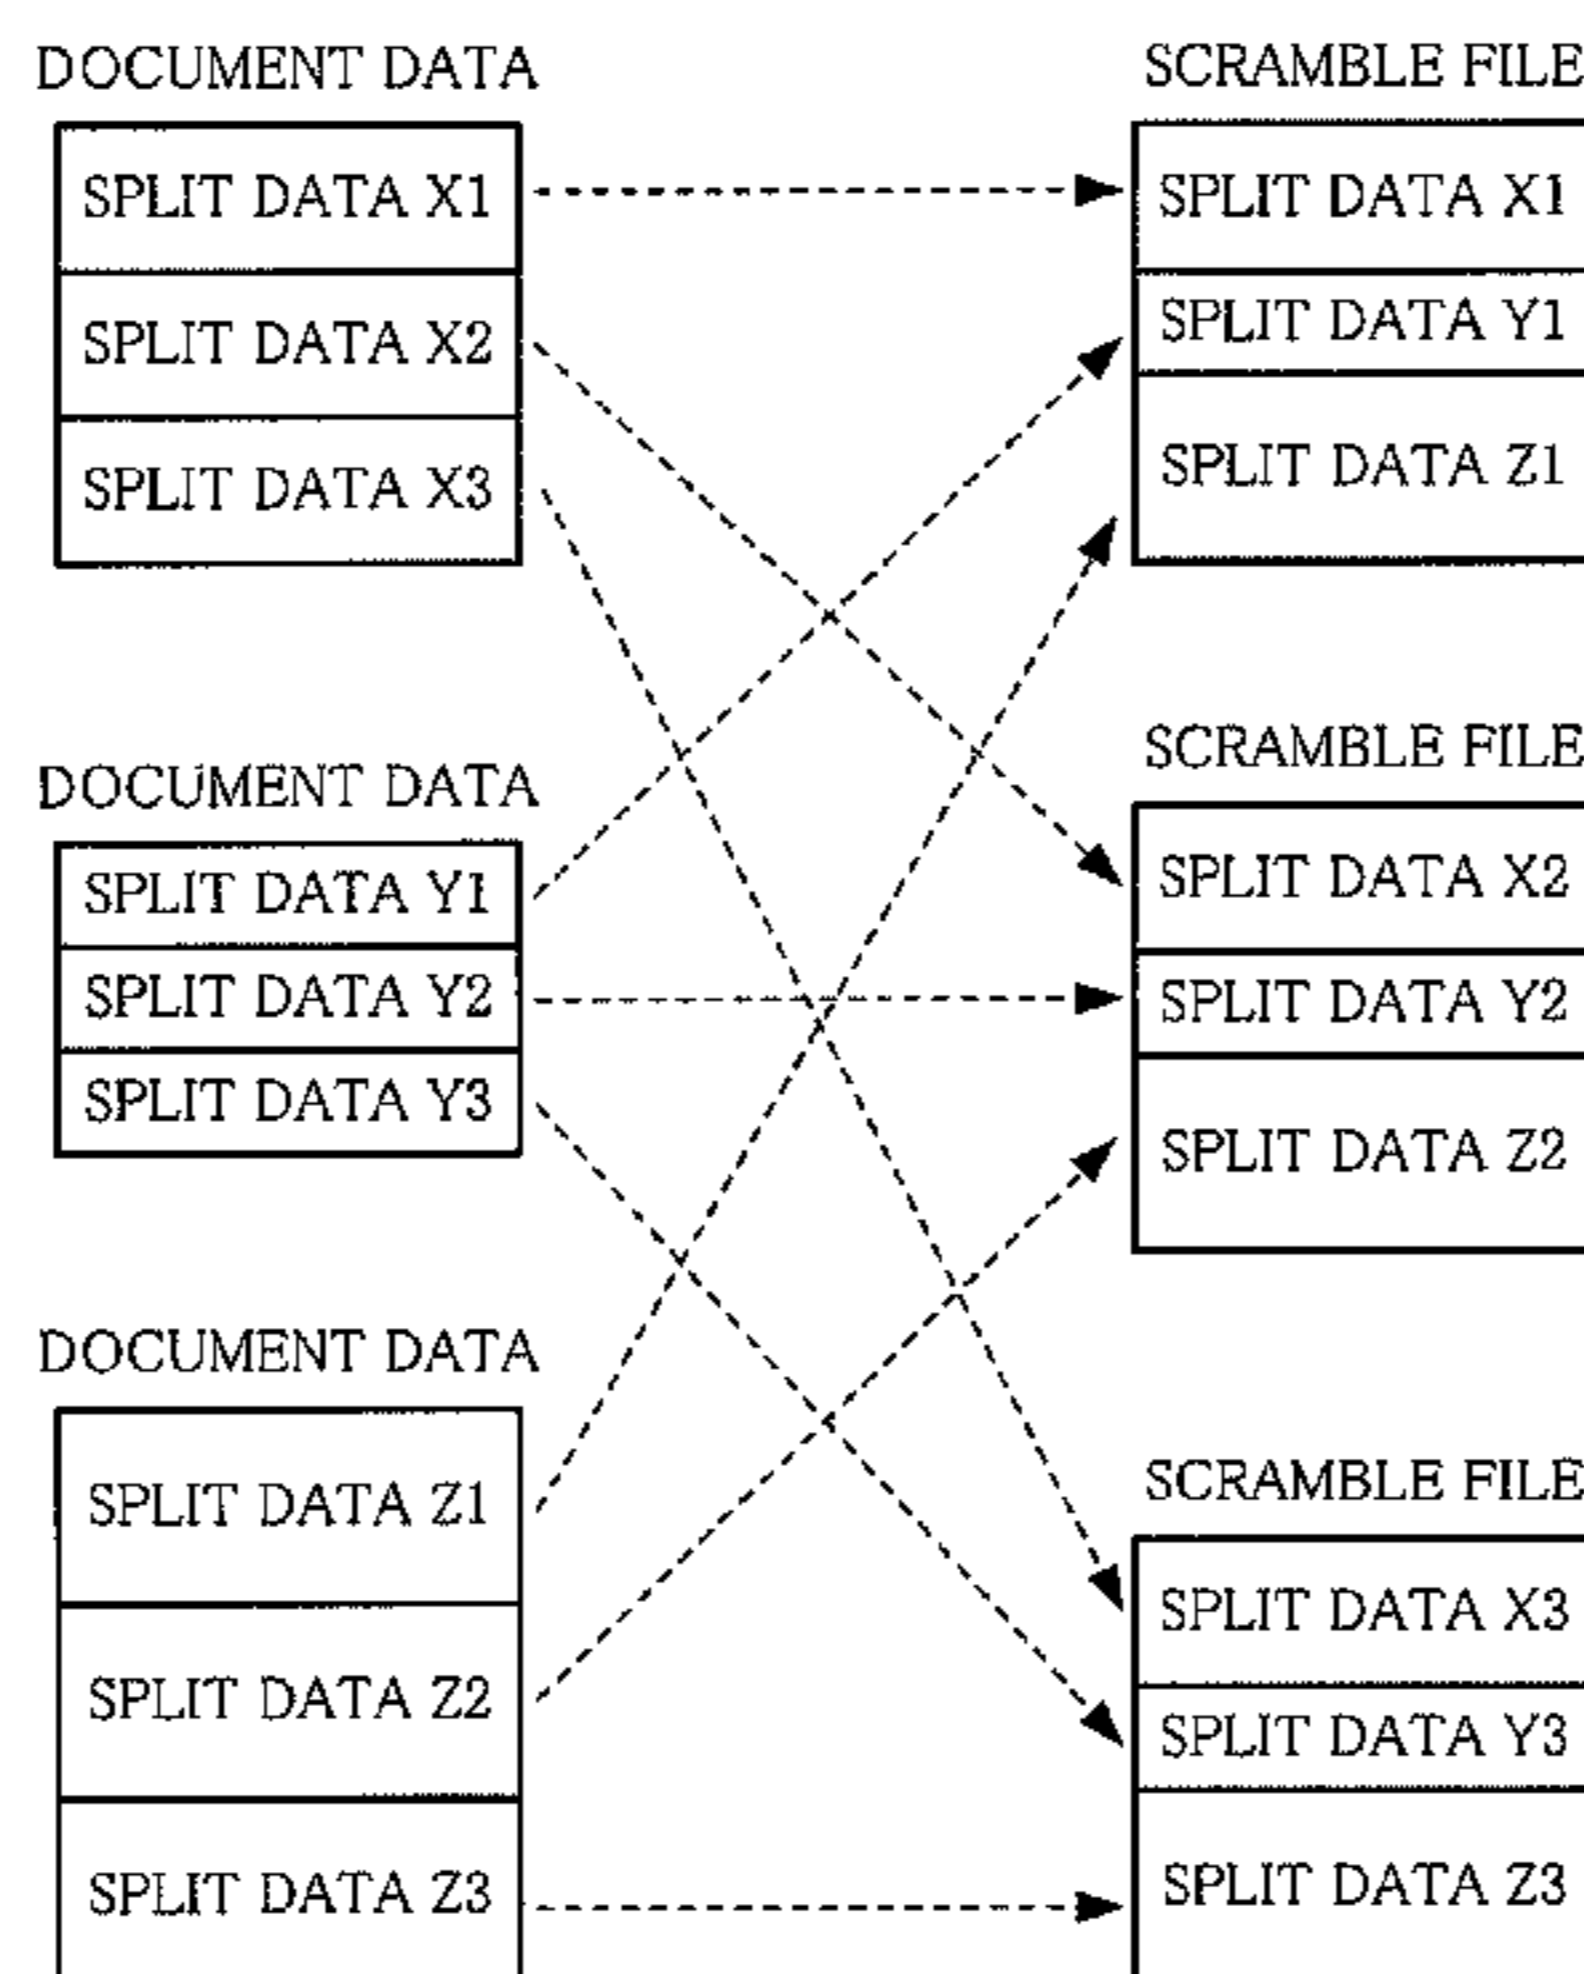 DOCUMENT DATA
SPLIT DATA X1
SPLIT DATA X2
SPLIT DATA X3
DOCUMENT DATA
SPLIT DATA Y1
SPLIT DATA Y2
SPLIT DATA Y3
DOCUMENT DATA
SPLIT DATA Z1
SPLIT DATA Z2
SPLIT DATA Z3
SCRAMBLE FILE
SPLIT DATA X1
SPLIT DATA Y1
SPLIT DATA Z1
SCRAMBLE FILE
SPLIT DATA X2
SPLIT DATA Y2
SPLIT DATA Z2
SCRAMBLE FILE
SPLIT DATA X3
SPLIT DATA Y3
SPLIT DATA Z3